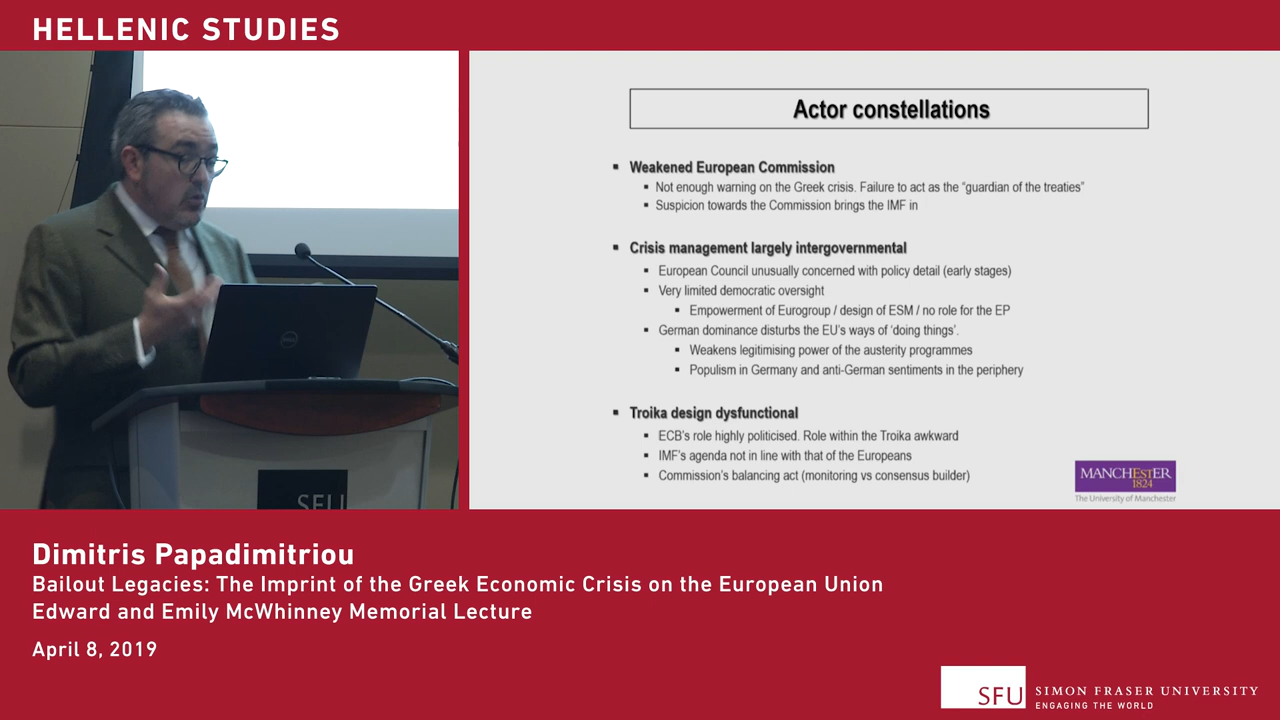 HELLENIC STUDIES
Actor constellations
▪ Weakened European Commission
▪ Not enough warning on the Greek crisis. Failure to act as the “guardian of the treaties”
▪ Suspicion towards the Commission brings the IMF in
▪ Crisis management largely intergovernmental
▪ European Council unusually concerned with policy detail (early stages)
▪ Very limited democratic oversight
▪ Empowerment of Eurogroup / design of ESM / no role for the EP
▪ German dominance disturbs the EU’s ways of ‘doing things’.
▪ Weakens legitimising power of the austerity programmes
▪ Populism in Germany and anti-German sentiments in the periphery
▪ Troika design dysfunctional
▪ ECB’s role highly politicised. Role within the Troika awkward
▪ IMF’s agenda not in line with that of the Europeans
▪ Commission’s balancing act (monitoring vs consensus builder)
MANCHESTER
1824
The University of Manchester
DELL
SFU
Dimitris Papadimitriou
Bailout Legacies: The Imprint of the Greek Economic Crisis on the European Union
Edward and Emily McWhinney Memorial Lecture
April 8, 2019
SFU
SIMON FRASER UNIVERSITY
ENGAGING THE WORLD